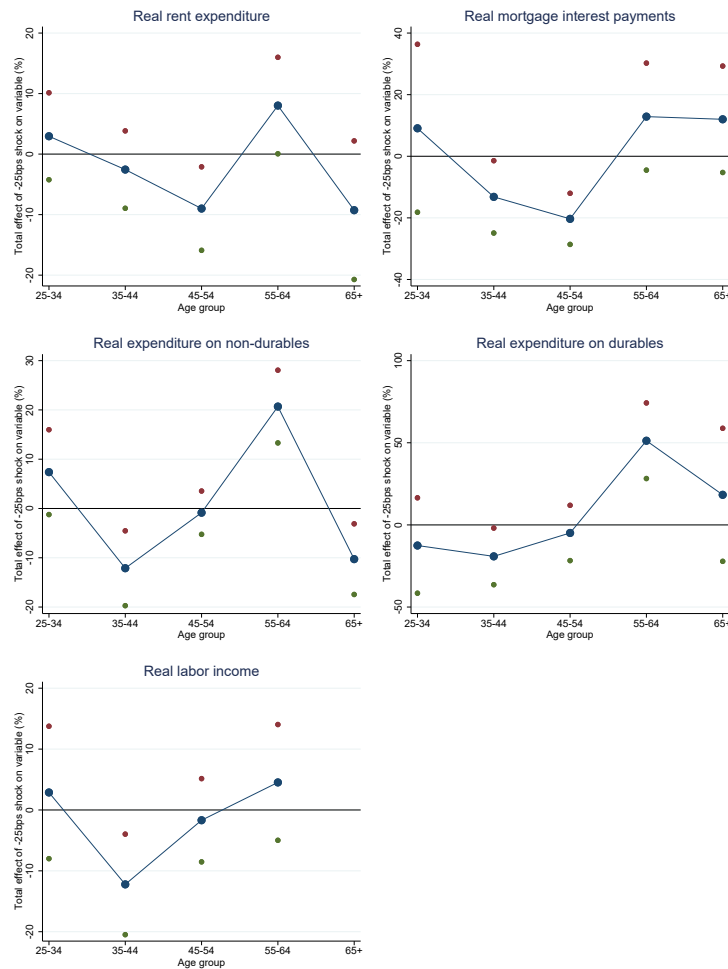 Real rent expenditure
Total effect of -25bps shock on variable (%)
20
10
0
-10
-20
25-34 35-44 45-54 55-64 65+
Age group
Real mortgage interest payments
Total effect of -25bps shock on variable (%)
40
20
0
-20
-40
25-34 35-44 45-54 55-64 65+
Age group
Real expenditure on non-durables
Total effect of -25bps shock on variable (%)
30
20
10
0
-10
-20
25-34 35-44 45-54 55-64 65+
Age group
Real expenditure on durables
Total effect of -25bps shock on variable (%)
100
50
0
-50
25-34 35-44 45-54 55-64 65+
Age group
Real labor income
Total effect of -25bps shock on variable (%)
20
10
0
-10
-20
25-34 35-44 45-54 55-64 65+
Age group